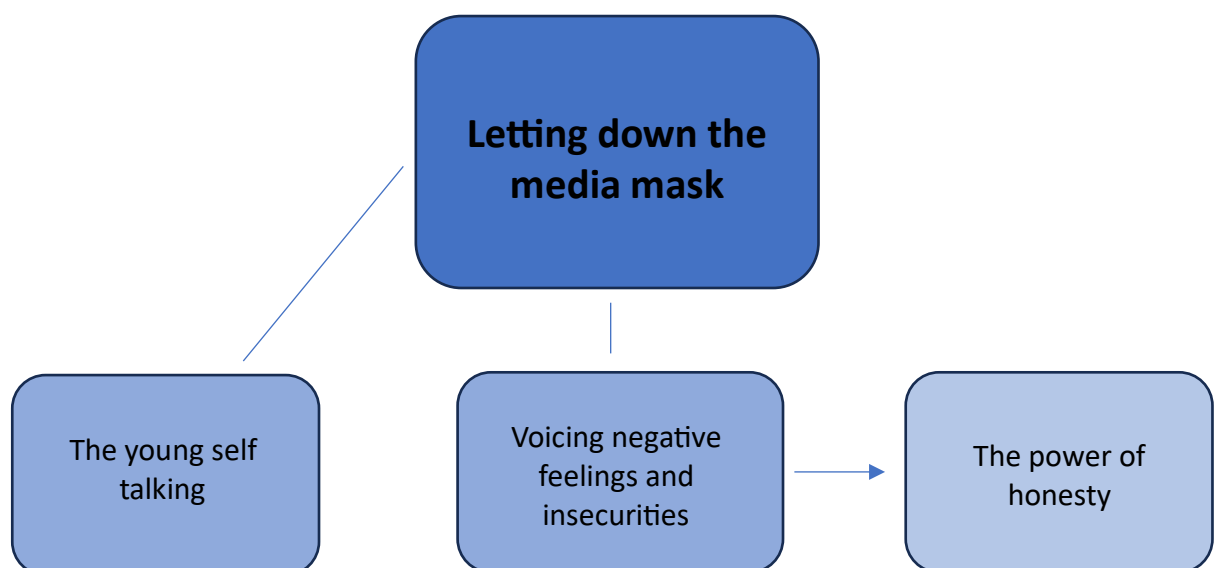 Letting down the
media mask
The young self
talking
Voicing negative
feelings and
insecurities
The power of
honesty